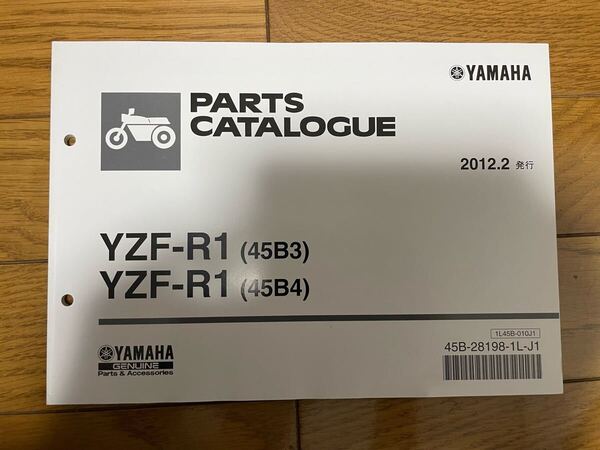 YAMAHA
PARTS
CATALOGUE
2012.2 発行
YZF-R1 (45B3)
YZF-R1 (45B4)
1L45B-010J1
45B-28198-1L-J1
YAMAHA
GENUINE
Parts & Accessories